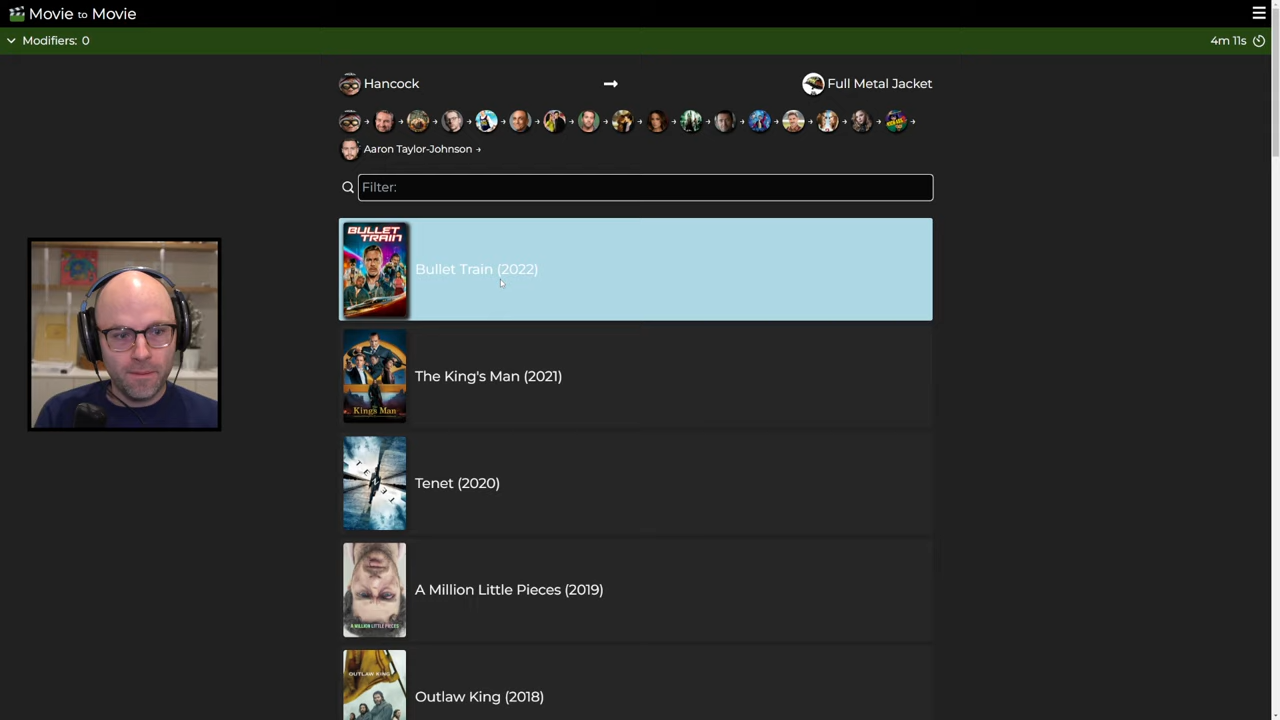 Movie to Movie
Modifiers: 0
4m 11s
Hancock
Full Metal Jacket
Aaron Taylor-Johnson
Filter:
BULLET TRAIN
Bullet Train (2022)
King's Man
The King's Man (2021)
TENET
Tenet (2020)
A MILLION LITTLE PIECES
A Million Little Pieces (2019)
OUTLAW KING
Outlaw King (2018)